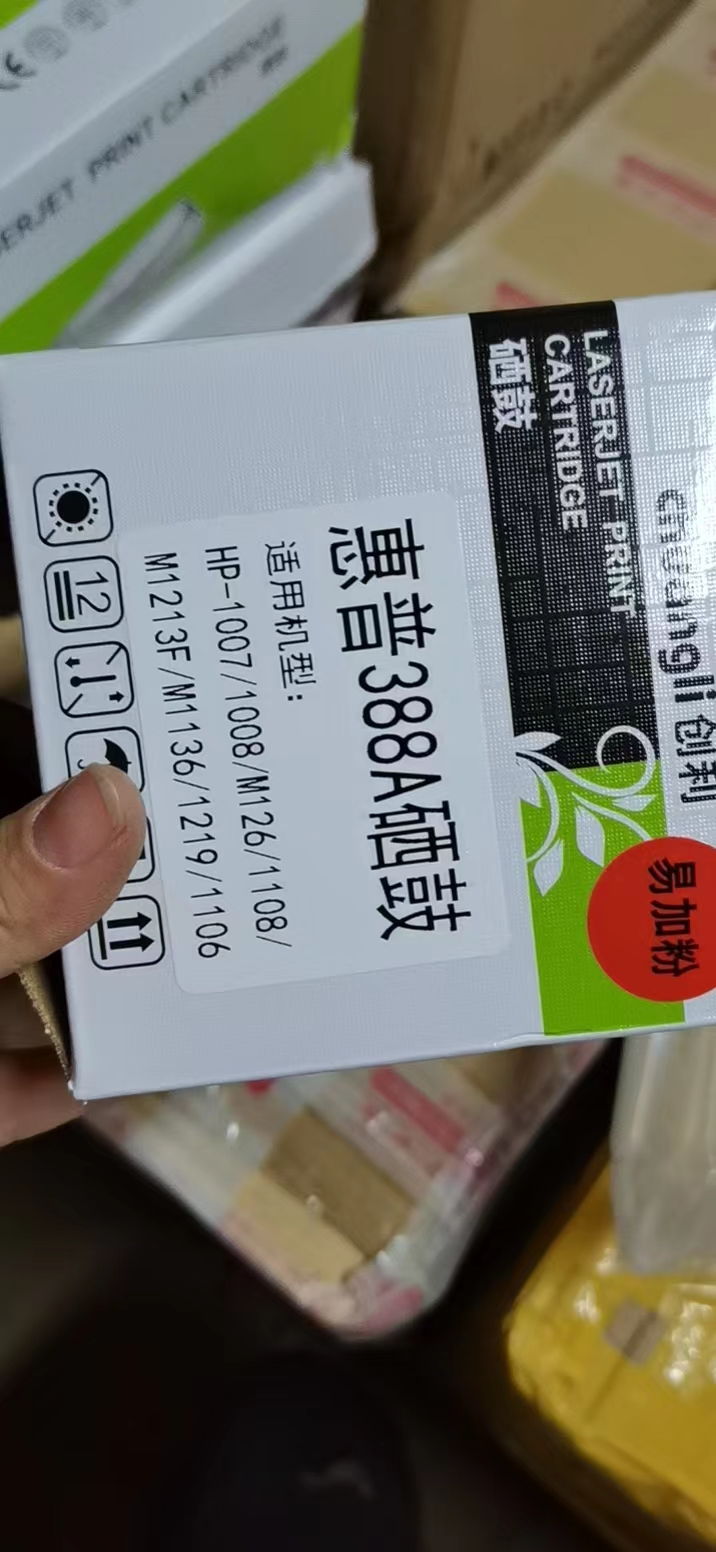 LASERJET PRINT CARTRIDGE
chuangli 创利
LASERJET PRINT
CARTRIDGE
硒鼓
易加粉
惠普388A硒鼓
适用机型:
HP-1007/1008/M126/1108/
M1213F/M1136/1219/1106
12